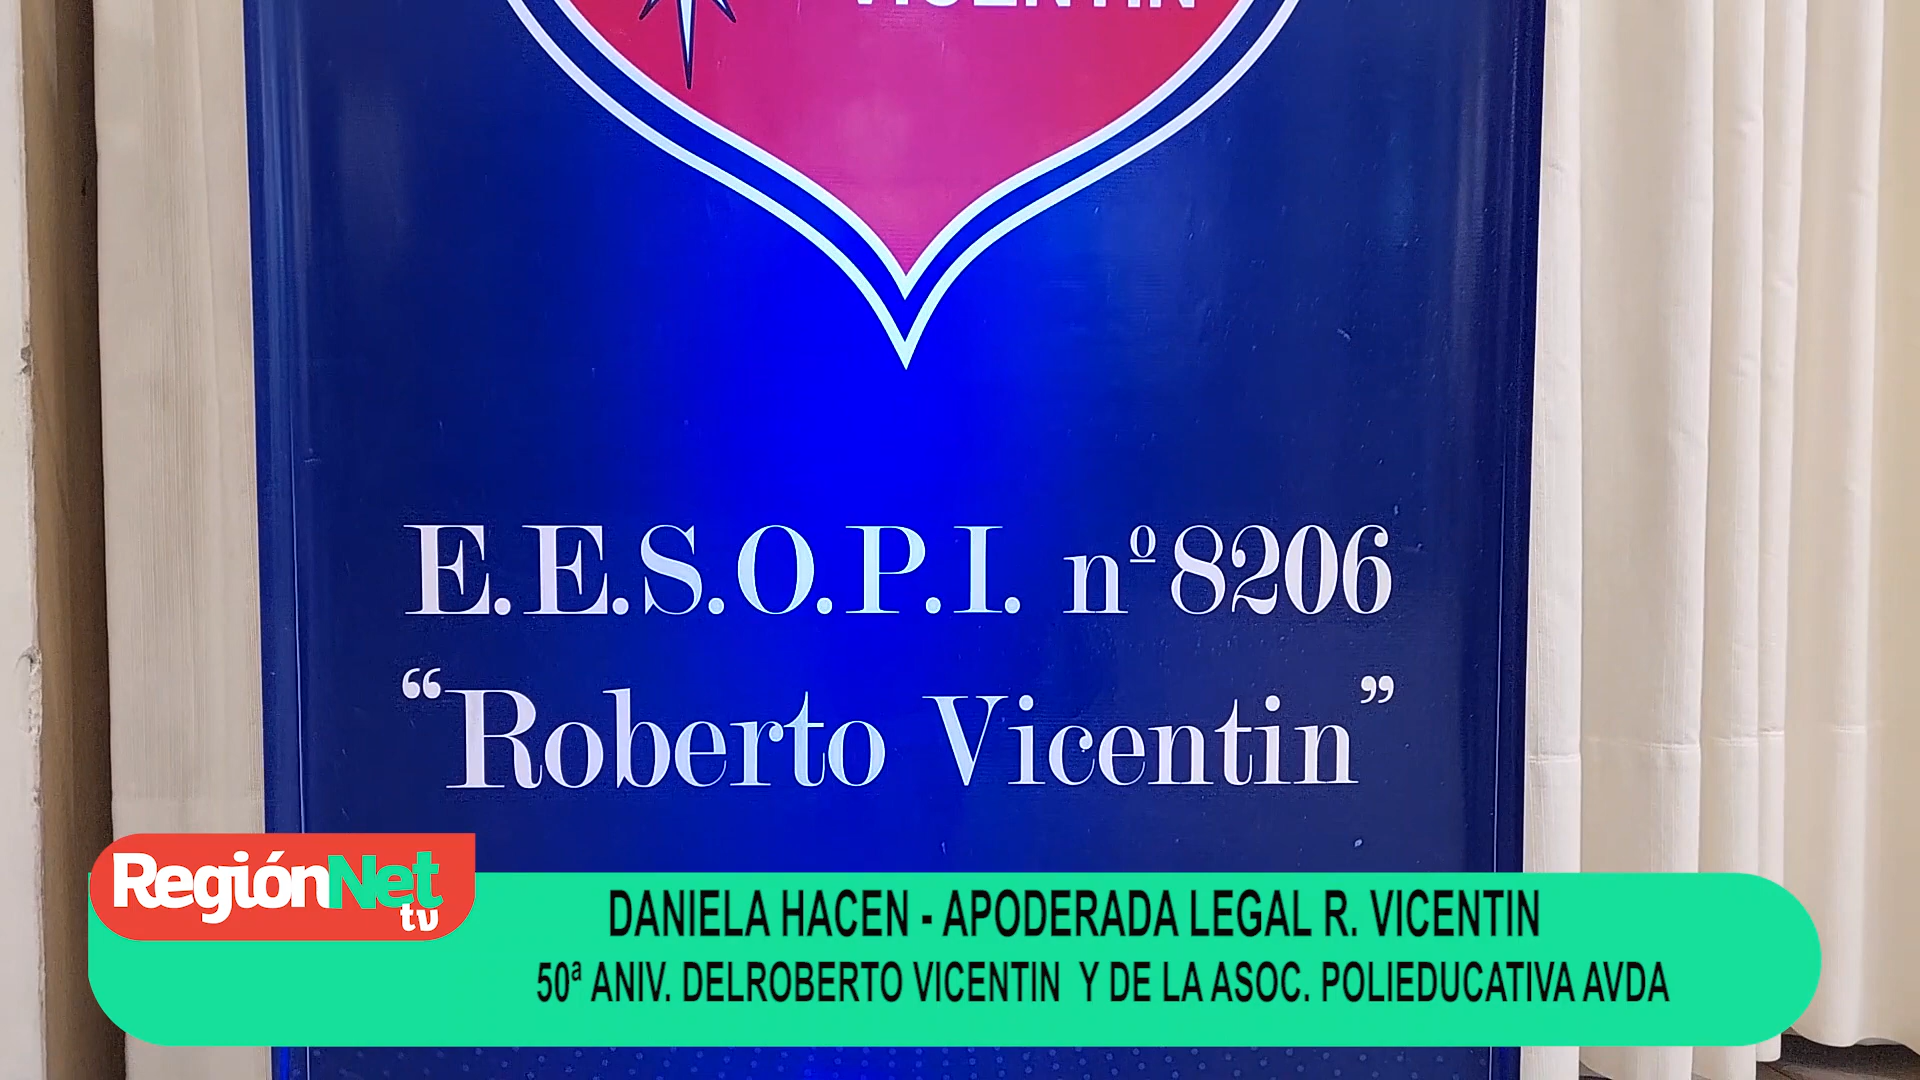 VICENTIN
E.E.S.O.P.I. nº 8206
“Roberto Vicentin”
RegiónNet
tv
DANIELA HACEN - APODERADA LEGAL R. VICENTIN
50ª ANIV. DELROBERTO VICENTIN Y DE LA ASOC. POLIEDUCATIVA AVDA